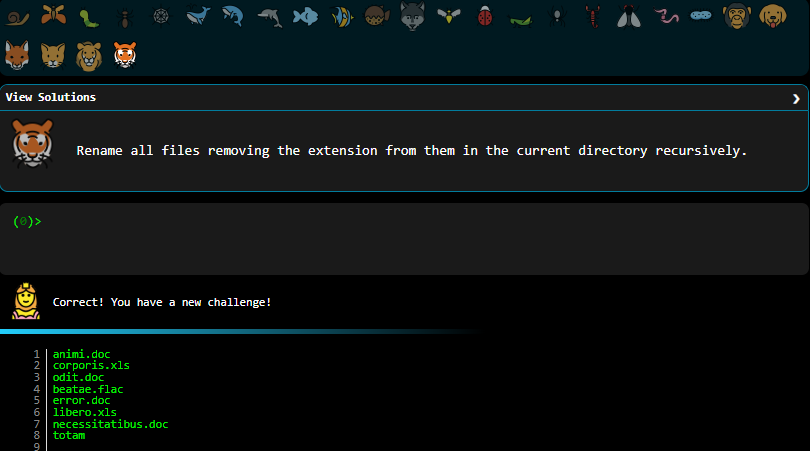 View Solutions
Rename all files removing the extension from them in the current directory recursively.
(0)>
Correct! You have a new challenge!
1 animi.doc
2 corporis.xls
3 odit.doc
4 beatae.flac
5 error.doc
6 libero.xls
7 necessitatibus.doc
8 totam
9